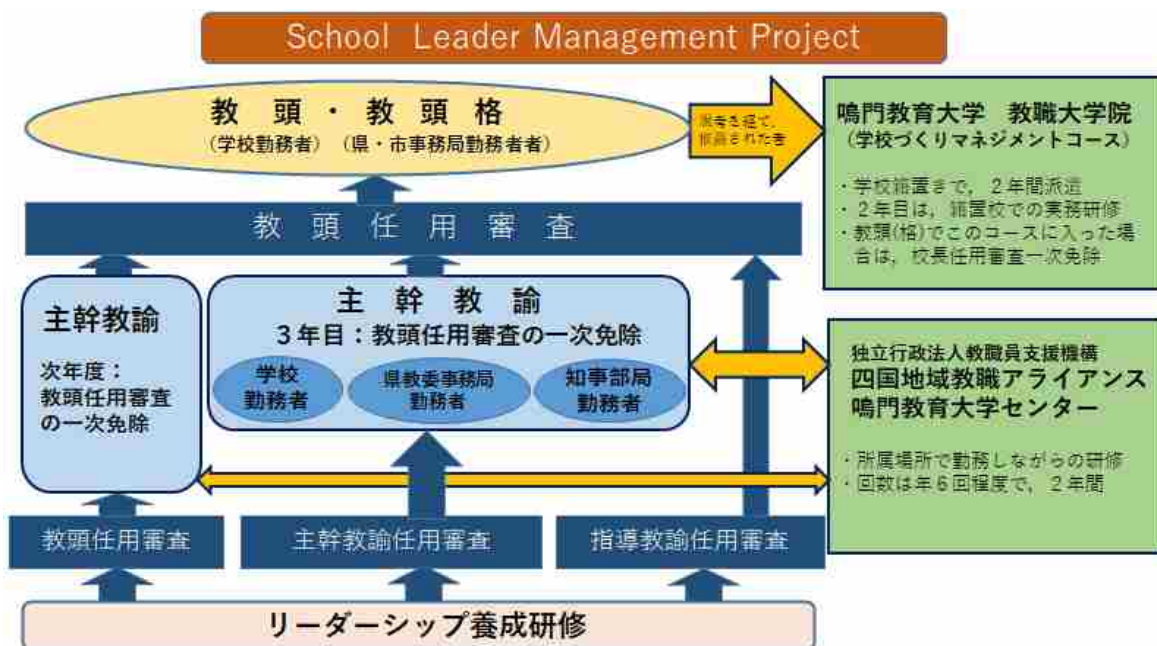 School Leader Management Project
教頭・教頭格
(学校勤務者) (県・市事務局勤務者者)
鳴門教育大学 教職大学院
(学校づくりマネジメントコース)
・学校籍置きまで，2年間派遣
・2年目は，籍置校での実務研修
・教頭(格)でこのコースに入った場
合は，校長任用審査一次免除
教頭任用審査
主幹教諭
次年度：
教頭任用審査
の一次免除
主幹教諭
3年目：教頭任用審査の一次免除
学校
勤務者
県教委事務局
勤務者
知事部局
勤務者
独立行政法人教職員支援機構
四国地域教職アライアンス
鳴門教育大学センター
・所属場所で勤務しながらの研修
・回数は年6回程度で，2年間
教頭任用審査
主幹教諭任用審査
指導教諭任用審査
リーダーシップ養成研修